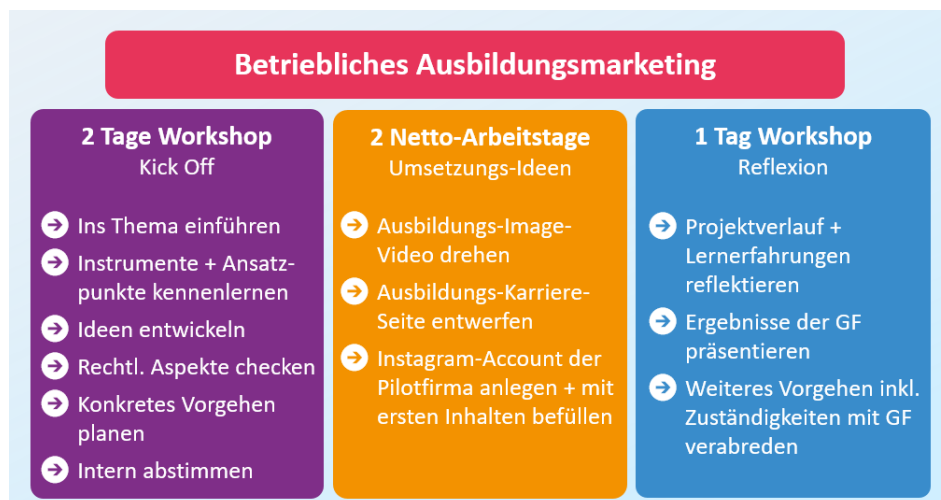 Betriebliches Ausbildungsmarketing
2 Tage Workshop
Kick Off
Ins Thema einführen
Instrumente + Ansatz-
punkte kennenlernen
Ideen entwickeln
Rechtl. Aspekte checken
Konkretes Vorgehen
planen
Intern abstimmen
2 Netto-Arbeitstage
Umsetzungs-Ideen
Ausbildungs-Image-
Video drehen
Ausbildungs-Karriere-
Seite entwerfen
Instagram-Account der
Pilotfirma anlegen + mit
ersten Inhalten befüllen
1 Tag Workshop
Reflexion
Projektverlauf +
Lernerfahrungen
reflektieren
Ergebnisse der GF
präsentieren
Weiteres Vorgehen inkl.
Zuständigkeiten mit GF
verabreden